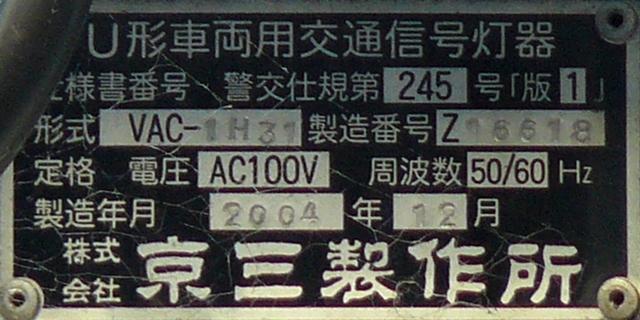 U形車両用交通信号灯器
仕様書番号 警交仕規第 245 号「版 1」
形式 VAC-1H31 製造番号 Z16618
定格 電圧 AC100V 周波数 50/60 Hz
製造年月 2004 年 12 月
株式会社 京三製作所